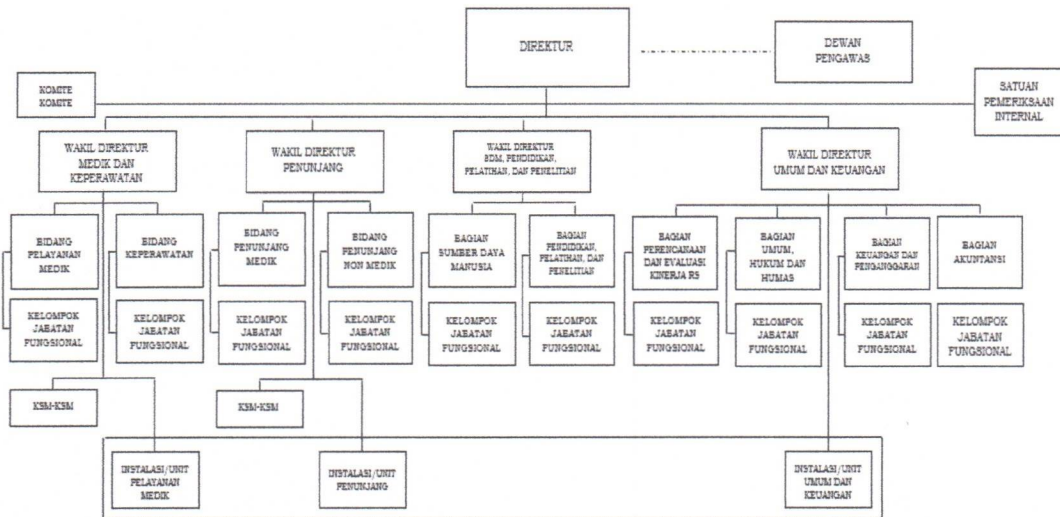 DIREKTUR
DEWAN
PENGAWAS
KOMITE
KOMITE
SATUAN
PEMERIKSAAN
INTERNAL
WAKIL DIREKTUR
MEDIK DAN
KEPERAWATAN
WAKIL DIREKTUR
PENUNJANG
WAKIL DIREKTUR
SDM, PENDIDIKAN,
PELATIHAN, DAN PENELITIAN
WAKIL DIREKTUR
UMUM DAN KEUANGAN
BIDANG
PELAYANAN
MEDIK
BIDANG
KEPERAWATAN
BIDANG
PENUNJANG
MEDIK
BIDANG
PENUNJANG
NON MEDIK
BAGIAN
SUMBER DAYA
MANUSIA
BAGIAN
PENDIDIKAN,
PELATIHAN, DAN
PENELITIAN
BAGIAN
PERENCANAAN
DAN EVALUASI
KINERJA RS
BAGIAN
UMUM,
HUKUM DAN
HUMAS
BAGIAN
KEUANGAN DAN
PENGANGGARAN
BAGIAN
AKUNTANSI
KELOMPOK
JABATAN
FUNGSIONAL
KELOMPOK
JABATAN
FUNGSIONAL
KELOMPOK
JABATAN
FUNGSIONAL
KELOMPOK
JABATAN
FUNGSIONAL
KELOMPOK
JABATAN
FUNGSIONAL
KELOMPOK
JABATAN
FUNGSIONAL
KELOMPOK
JABATAN
FUNGSIONAL
KELOMPOK
JABATAN
FUNGSIONAL
KELOMPOK
JABATAN
FUNGSIONAL
KELOMPOK
JABATAN
FUNGSIONAL
KSM-KSM
KSM-KSM
INSTALASI/UNIT
PELAYANAN
MEDIK
INSTALASI/UNIT
PENUNJANG
INSTALASI/UNIT
UMUM DAN
KEUANGAN